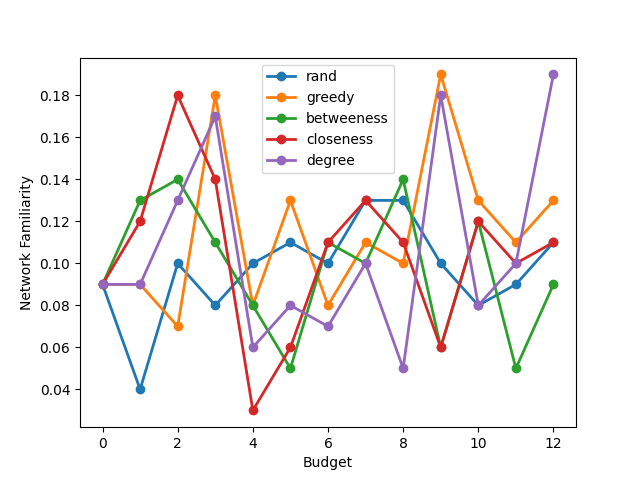 rand
greedy
betweeness
closeness
degree
0.18
0.16
0.14
0.12
0.10
0.08
0.06
0.04
Network Familiarity
0 2 4 6 8 10 12
Budget